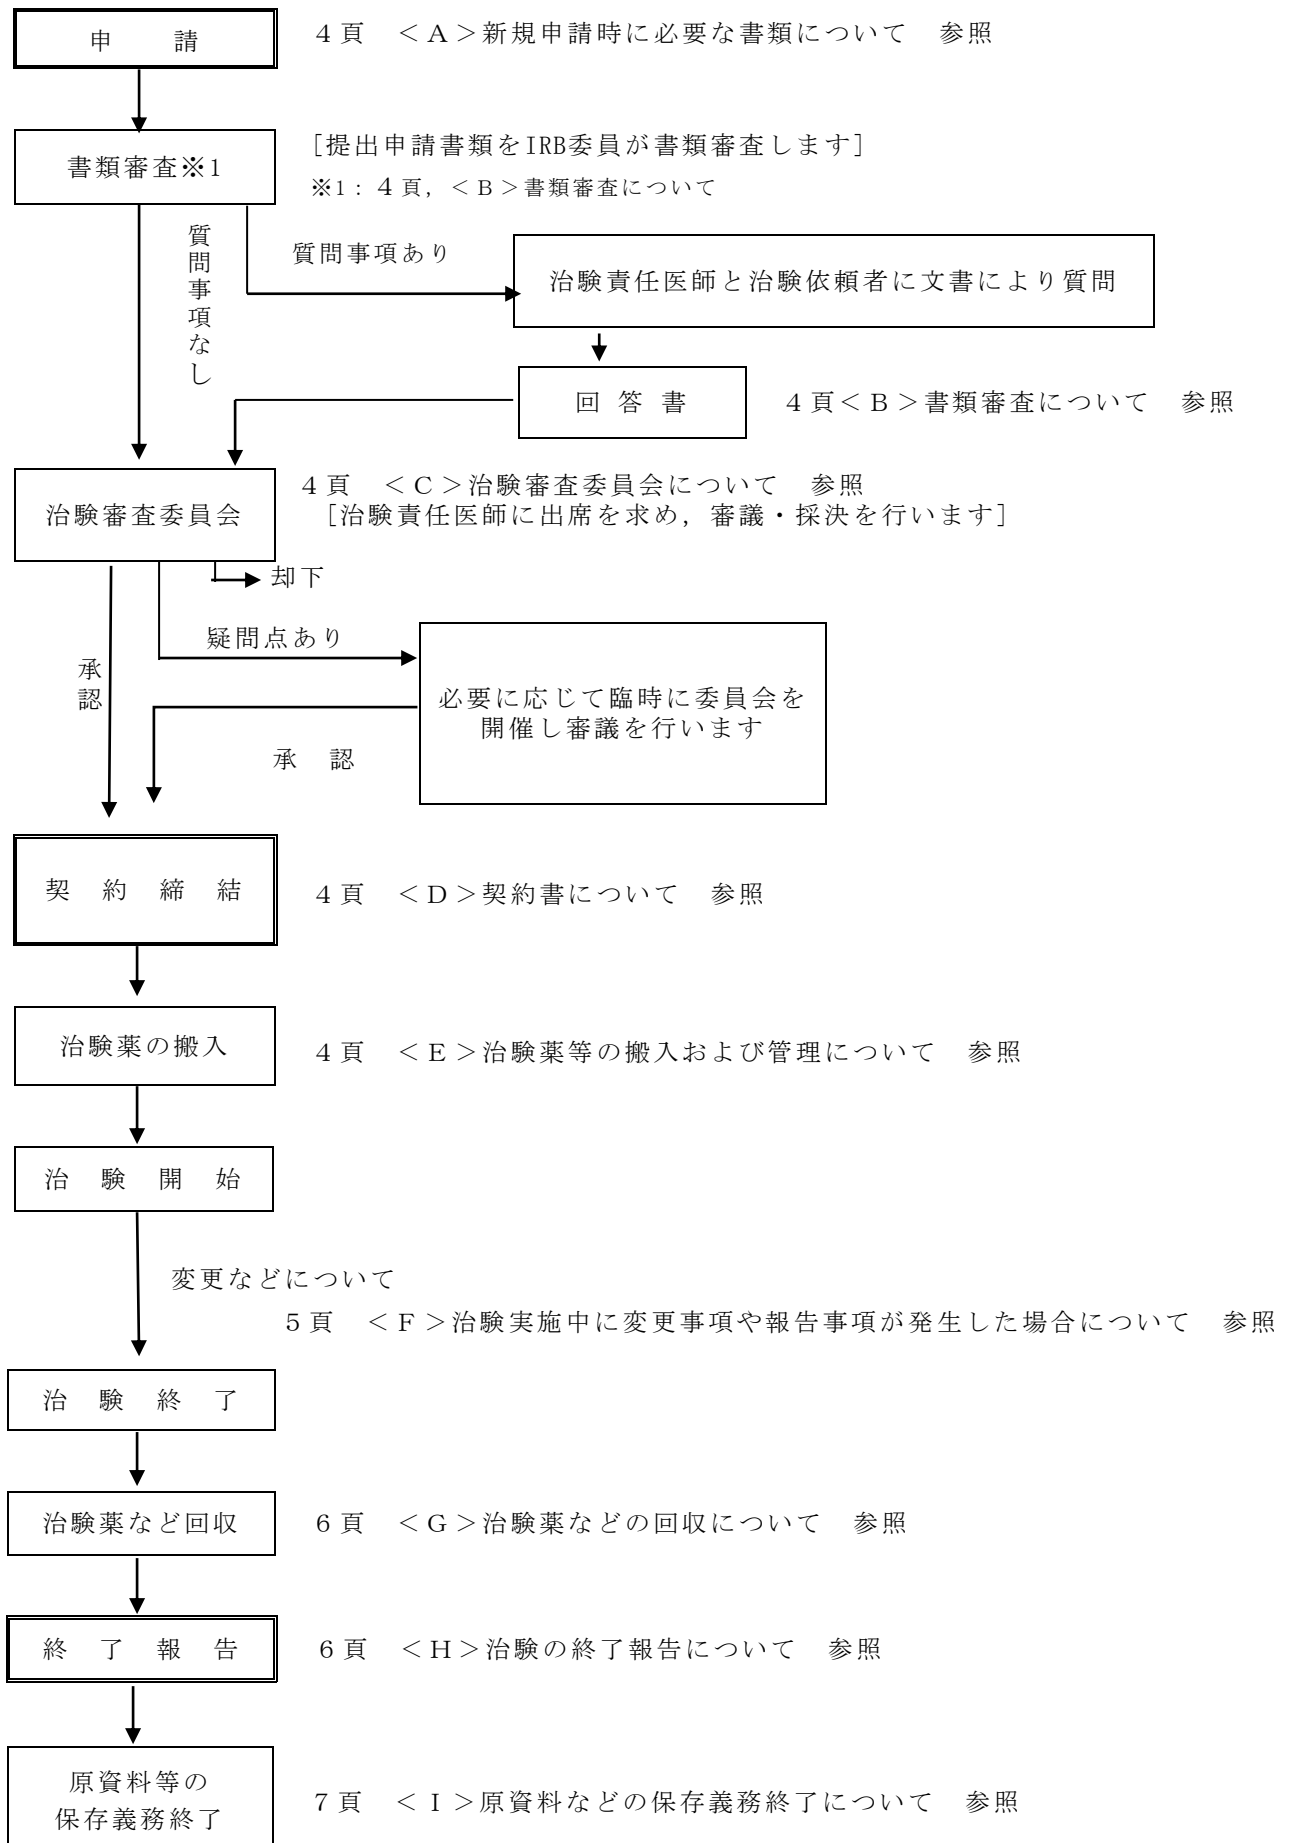 申　　請
４頁　＜Ａ＞新規申請時に必要な書類について　参照
書類審査※1
[提出申請書類をIRB委員が書類審査します]
※1：４頁，＜Ｂ＞書類審査について
質問事項なし
質問事項あり
治験責任医師と治験依頼者に文書により質問
回 答 書
４頁＜Ｂ＞書類審査について　参照
治験審査委員会
４頁　＜Ｃ＞治験審査委員会について　参照
[治験責任医師に出席を求め，審議・採決を行います]
却下
疑問点あり
承認
必要に応じて臨時に委員会を
開催し審議を行います
承　認
契　約　締　結
４頁　＜Ｄ＞契約書について　参照
治験薬の搬入
４頁　＜Ｅ＞治験薬等の搬入および管理について　参照
治　験　開　始
変更などについて
５頁　＜Ｆ＞治験実施中に変更事項や報告事項が発生した場合について　参照
治　験　終　了
治験薬など回収
６頁　＜Ｇ＞治験薬などの回収について　参照
終　了　報　告
６頁　＜Ｈ＞治験の終了報告について　参照
原資料等の
保存義務終了
７頁　＜Ｉ＞原資料などの保存義務終了について　参照